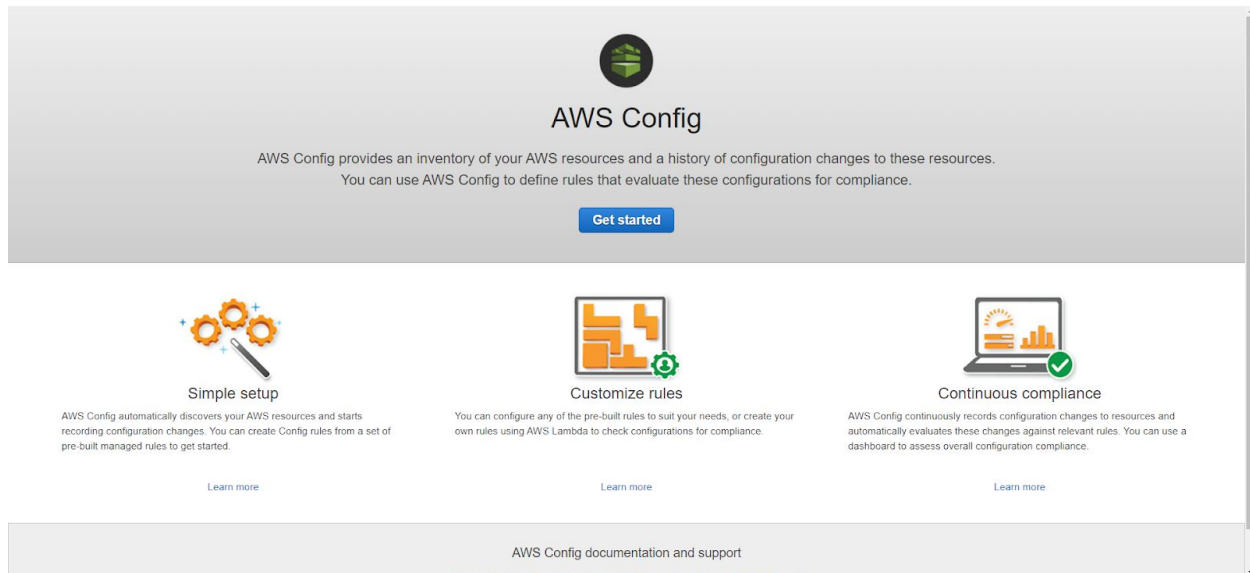 AWS Config
AWS Config provides an inventory of your AWS resources and a history of configuration changes to these resources.
You can use AWS Config to define rules that evaluate these configurations for compliance.
Get started
Simple setup
AWS Config automatically discovers your AWS resources and starts
recording configuration changes. You can create Config rules from a set of
pre-built managed rules to get started.
Learn more
Customize rules
You can configure any of the pre-built rules to suit your needs, or create your
own rules using AWS Lambda to check configurations for compliance.
Learn more
Continuous compliance
AWS Config continuously records configuration changes to resources and
automatically evaluates these changes against relevant rules. You can use a
dashboard to assess overall configuration compliance.
Learn more
AWS Config documentation and support